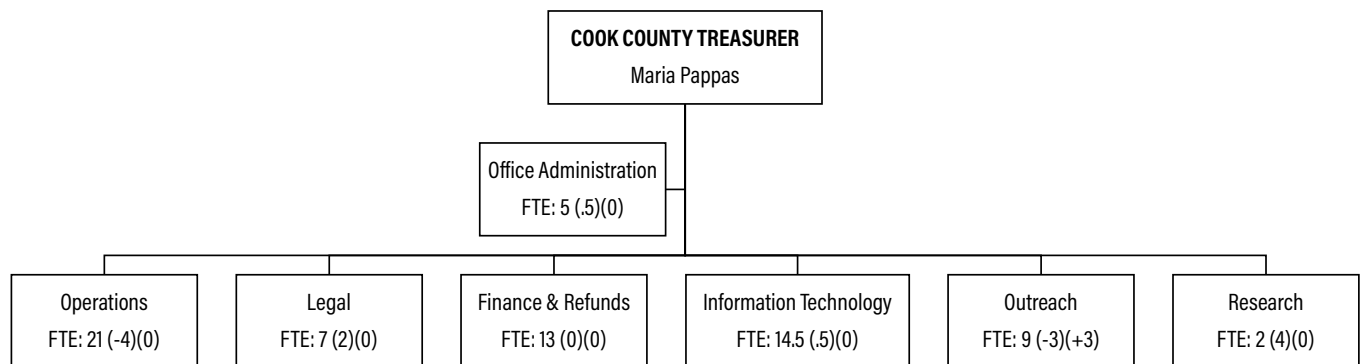 COOK COUNTY TREASURER
Maria Pappas
Office Administration
FTE: 5 (.5)(0)
Operations
FTE: 21 (-4)(0)
Legal
FTE: 7 (2)(0)
Finance & Refunds
FTE: 13 (0)(0)
Information Technology
FTE: 14.5 (.5)(0)
Outreach
FTE: 9 (-3)(+3)
Research
FTE: 2 (4)(0)